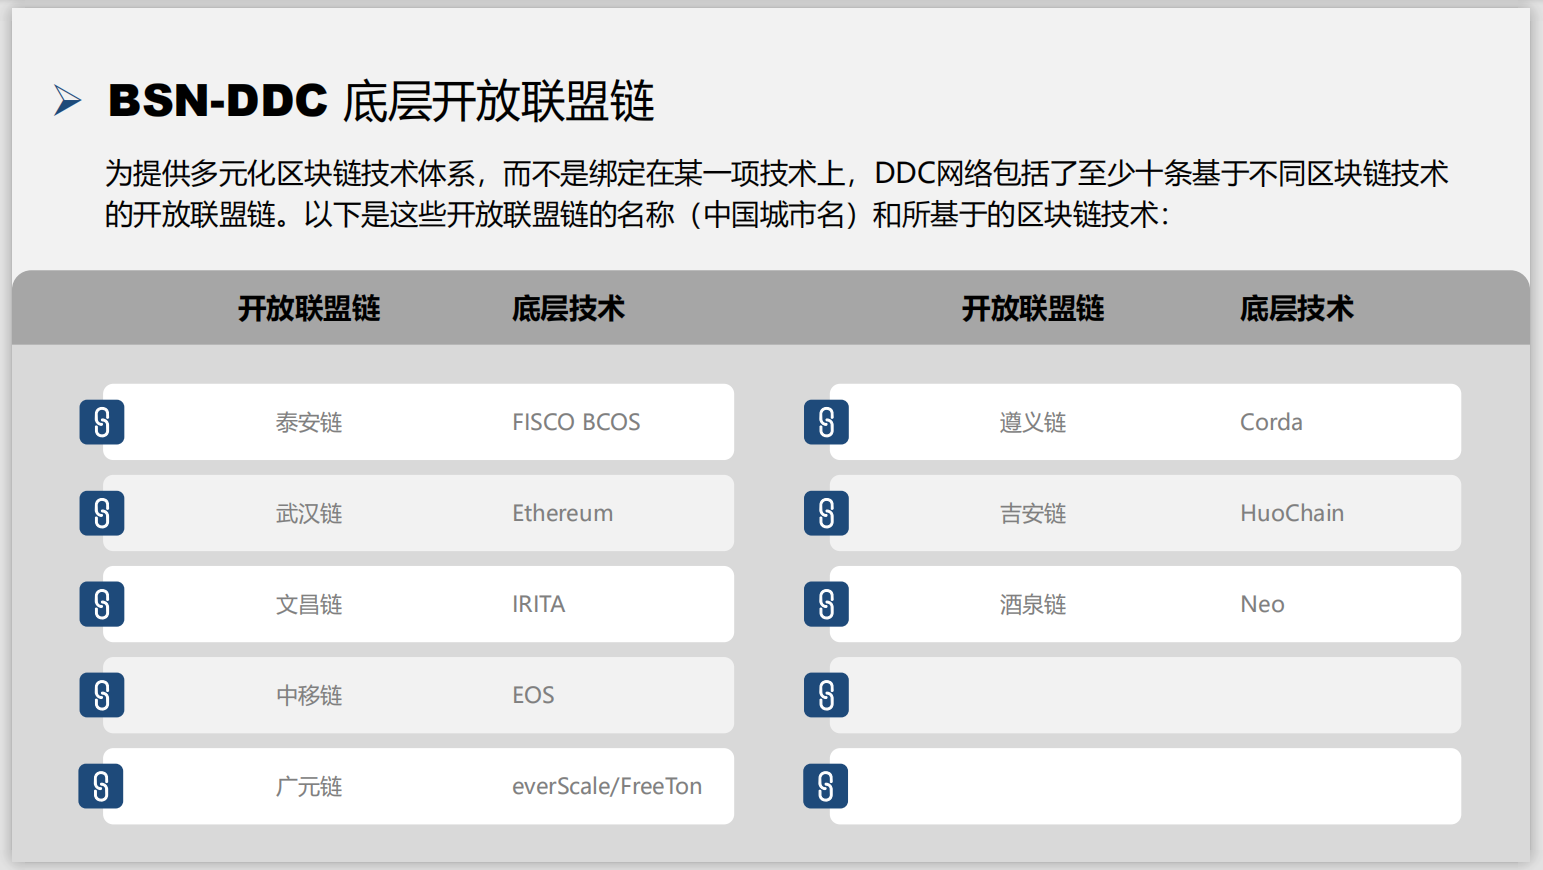 BSN-DDC 底层开放联盟链
为提供多元化区块链技术体系，而不是绑定在某一项技术上，DDC网络包括了至少十条基于不同区块链技术
的开放联盟链。以下是这些开放联盟链的名称（中国城市名）和所基于的区块链技术：
开放联盟链 底层技术 开放联盟链 底层技术
泰安链 FISCO BCOS 遵义链 Corda
武汉链 Ethereum 吉安链 HuoChain
文昌链 IRITA 酒泉链 Neo
中移链 EOS
广元链 everScale/FreeTon